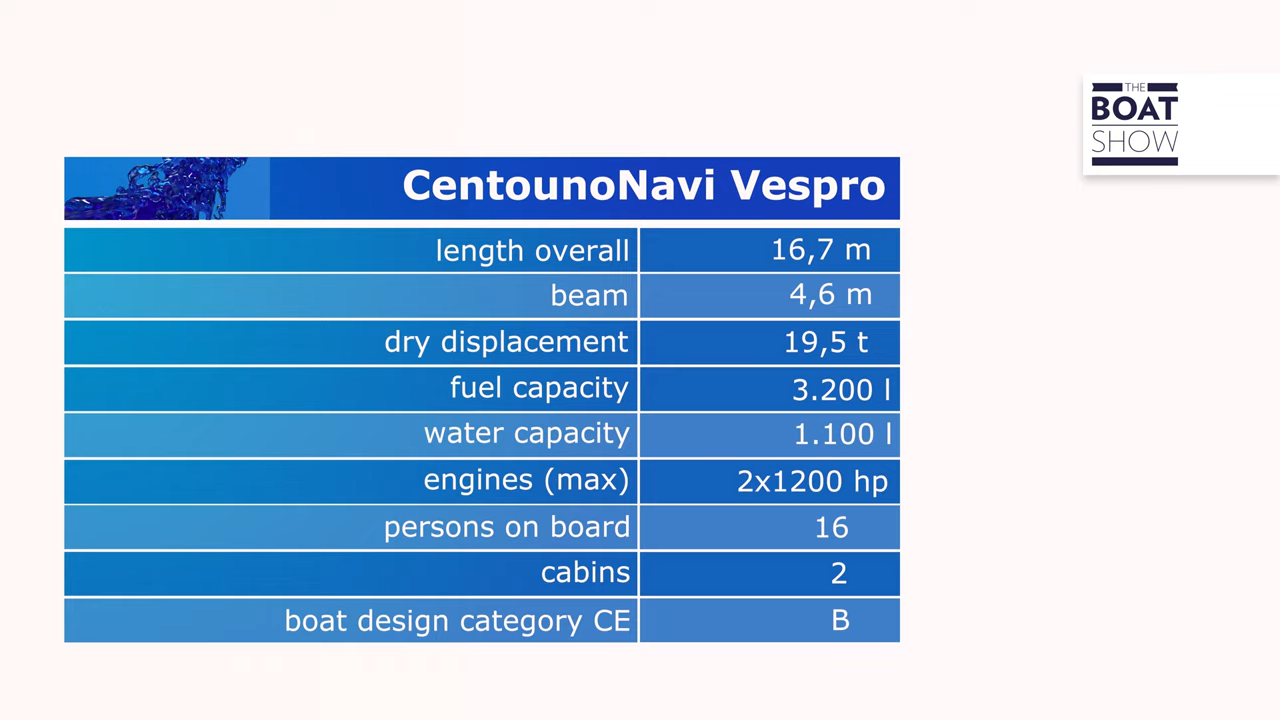 THE
BOAT
SHOW
CentounoNavi Vespro
length overall 16,7 m
beam 4,6 m
dry displacement 19,5 t
fuel capacity 3.200 l
water capacity 1.100 l
engines (max) 2x1200 hp
persons on board 16
cabins 2
boat design category CE B